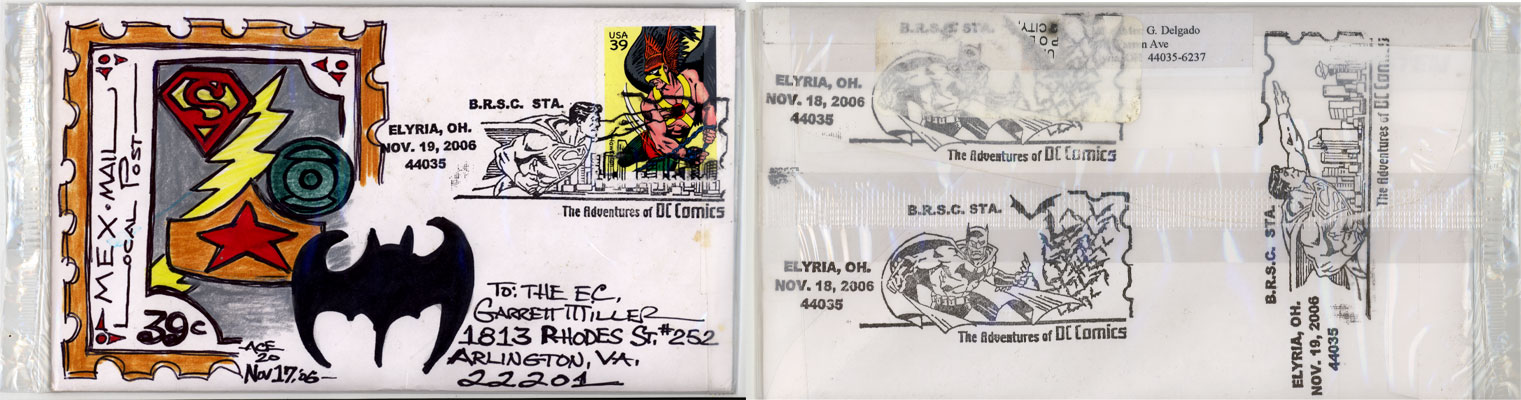 MEX·MAIL
LOCAL POST
39c
ACE
20
NOV 17, '06
USA
39
B.R.S.C. STA.
ELYRIA, OH.
NOV. 19, 2006
44035
The Adventures of DC Comics
TO: THE E.C,
GARRETT MILLER
1813 RHODES ST. #252
ARLINGTON, VA.
22201
B.R.S.C. STA.
ELYRIA, OH.
NOV. 18, 2006
44035
The Adventures of DC Comics
G. Delgado
Ave
44035-6237
B.R.S.C. STA.
ELYRIA, OH.
NOV. 18, 2006
44035
The Adventures of DC Comics
B.R.S.C. STA.
ELYRIA, OH.
NOV. 19, 2006
44035
The Adventures of DC Comics